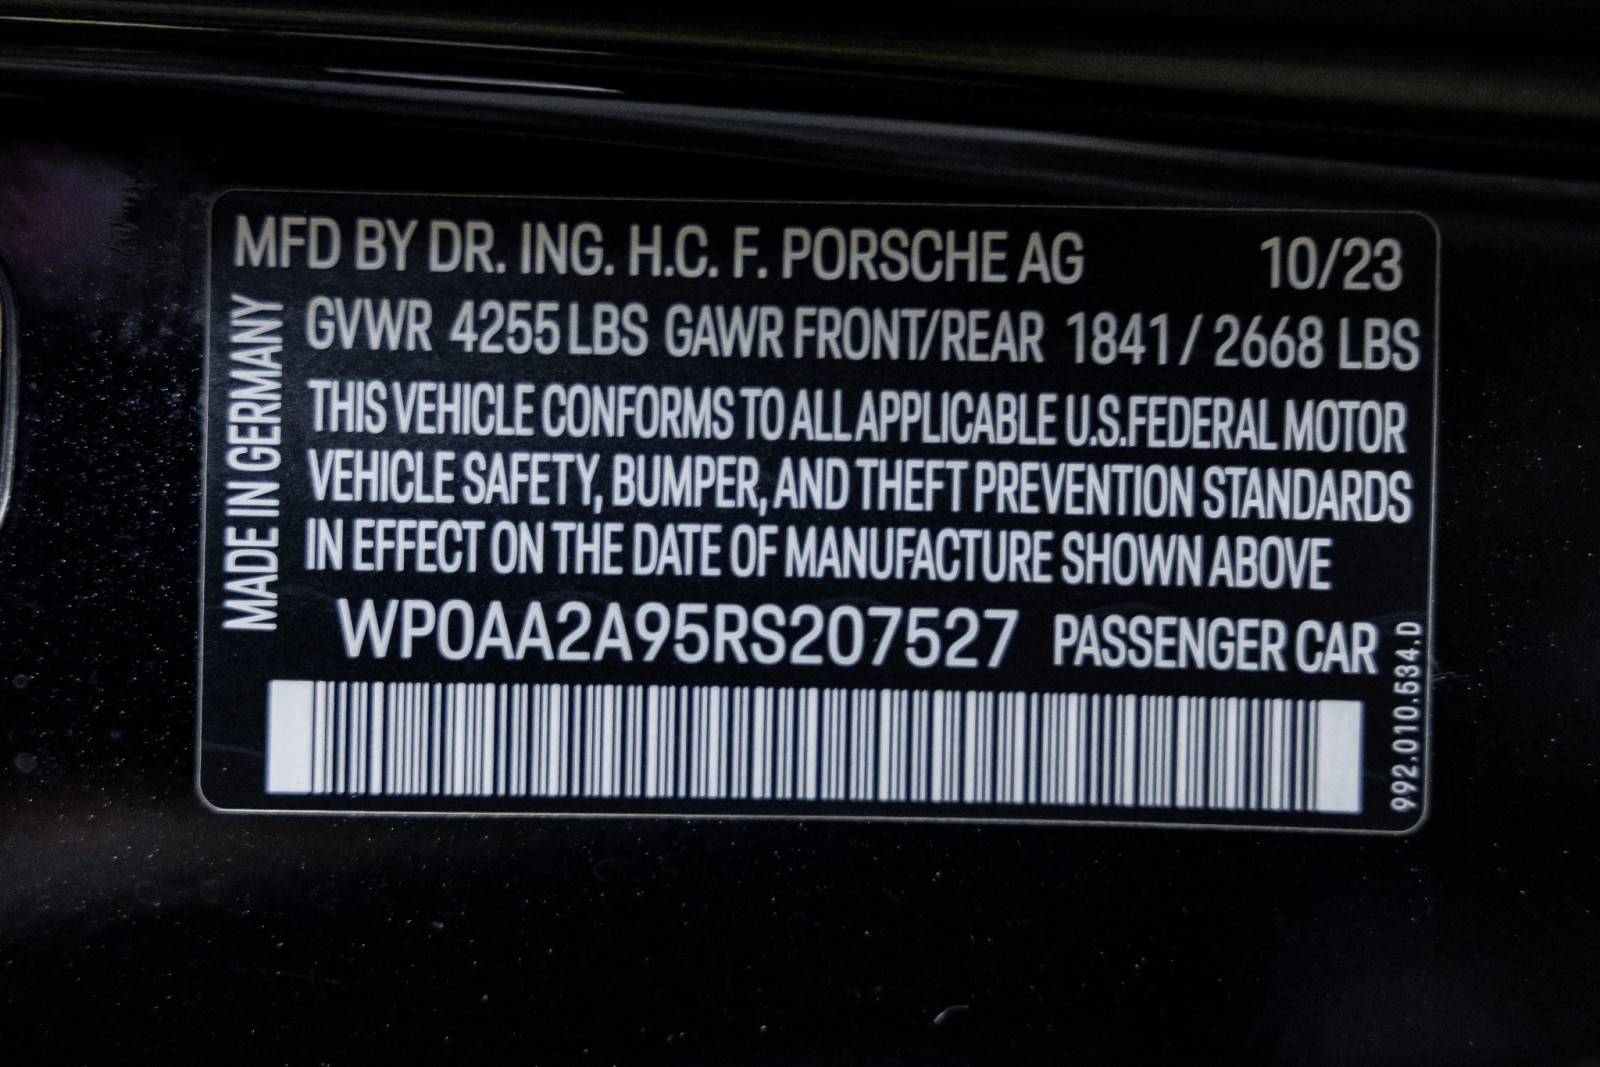 MFD BY DR. ING. H.C. F. PORSCHE AG 10/23
MADE IN GERMANY
GVWR 4255 LBS GAWR FRONT/REAR 1841 / 2668 LBS
THIS VEHICLE CONFORMS TO ALL APPLICABLE U.S.FEDERAL MOTOR
VEHICLE SAFETY, BUMPER, AND THEFT PREVENTION STANDARDS
IN EFFECT ON THE DATE OF MANUFACTURE SHOWN ABOVE
WP0AA2A95RS207527 PASSENGER CAR
992.010.534.D